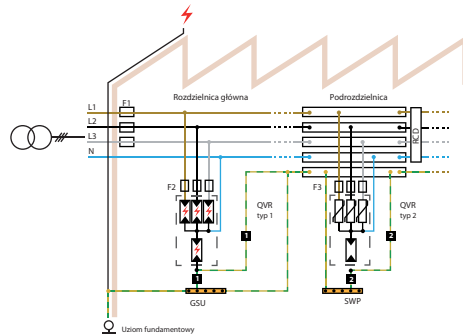 Rozdzielnica główna
Podrozdzielnica
L1
F1
L2
L3
N
RCD
F2
F3
QVR
typ 1
QVR
typ 2
1
2
1
2
GSU
SWP
Uziom fundamentowy